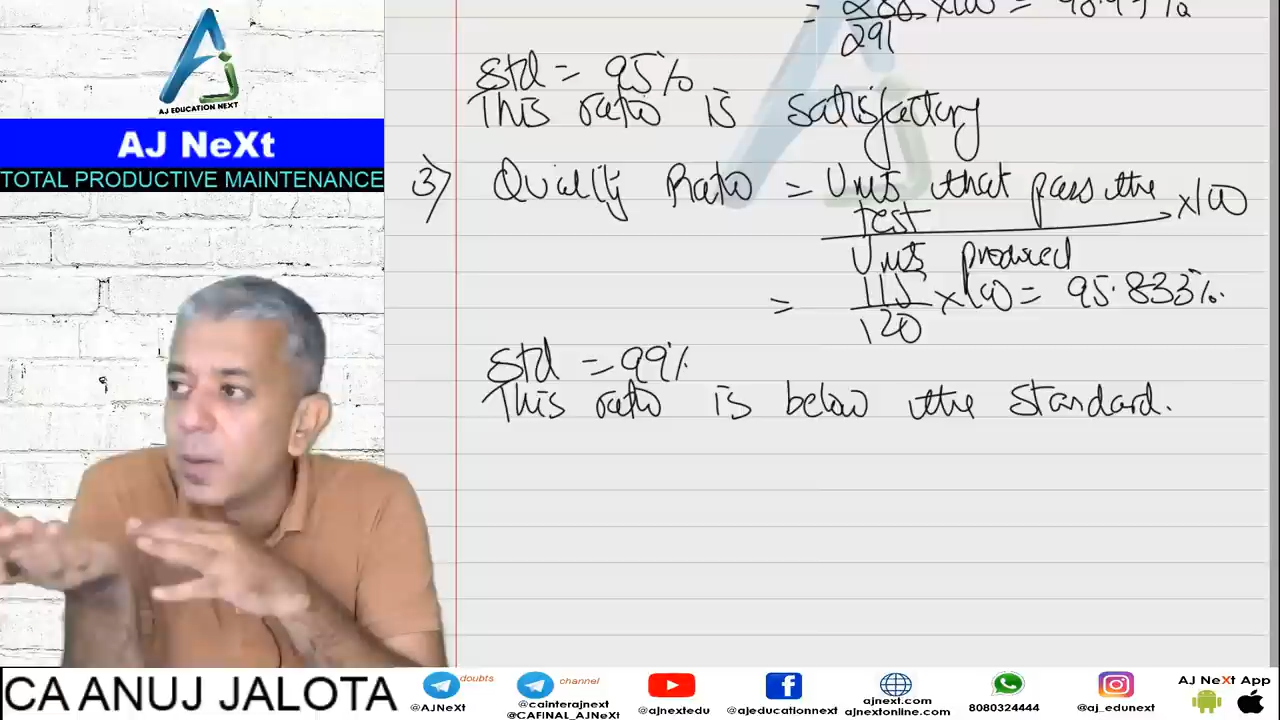 AJ EDUCATION NEXT
AJ NeXt
TOTAL PRODUCTIVE MAINTENANCE
291
std = 95%
This ratio is satisfactory
3) Quality Ratio = Units that pass the
test ×100
Units produced
= 115 ×100 = 95.833%.
120
std = 99%
This ratio is below the standard.
CA ANUJ JALOTA
doubts
@AJNeXt
channel
@cainterajnext
@CAFINAL_AJNeXt
@ajnextedu
@ajeducationnext
ajnext.com
ajnextonline.com
8080324444
@aj_edunext
AJ NeXt App